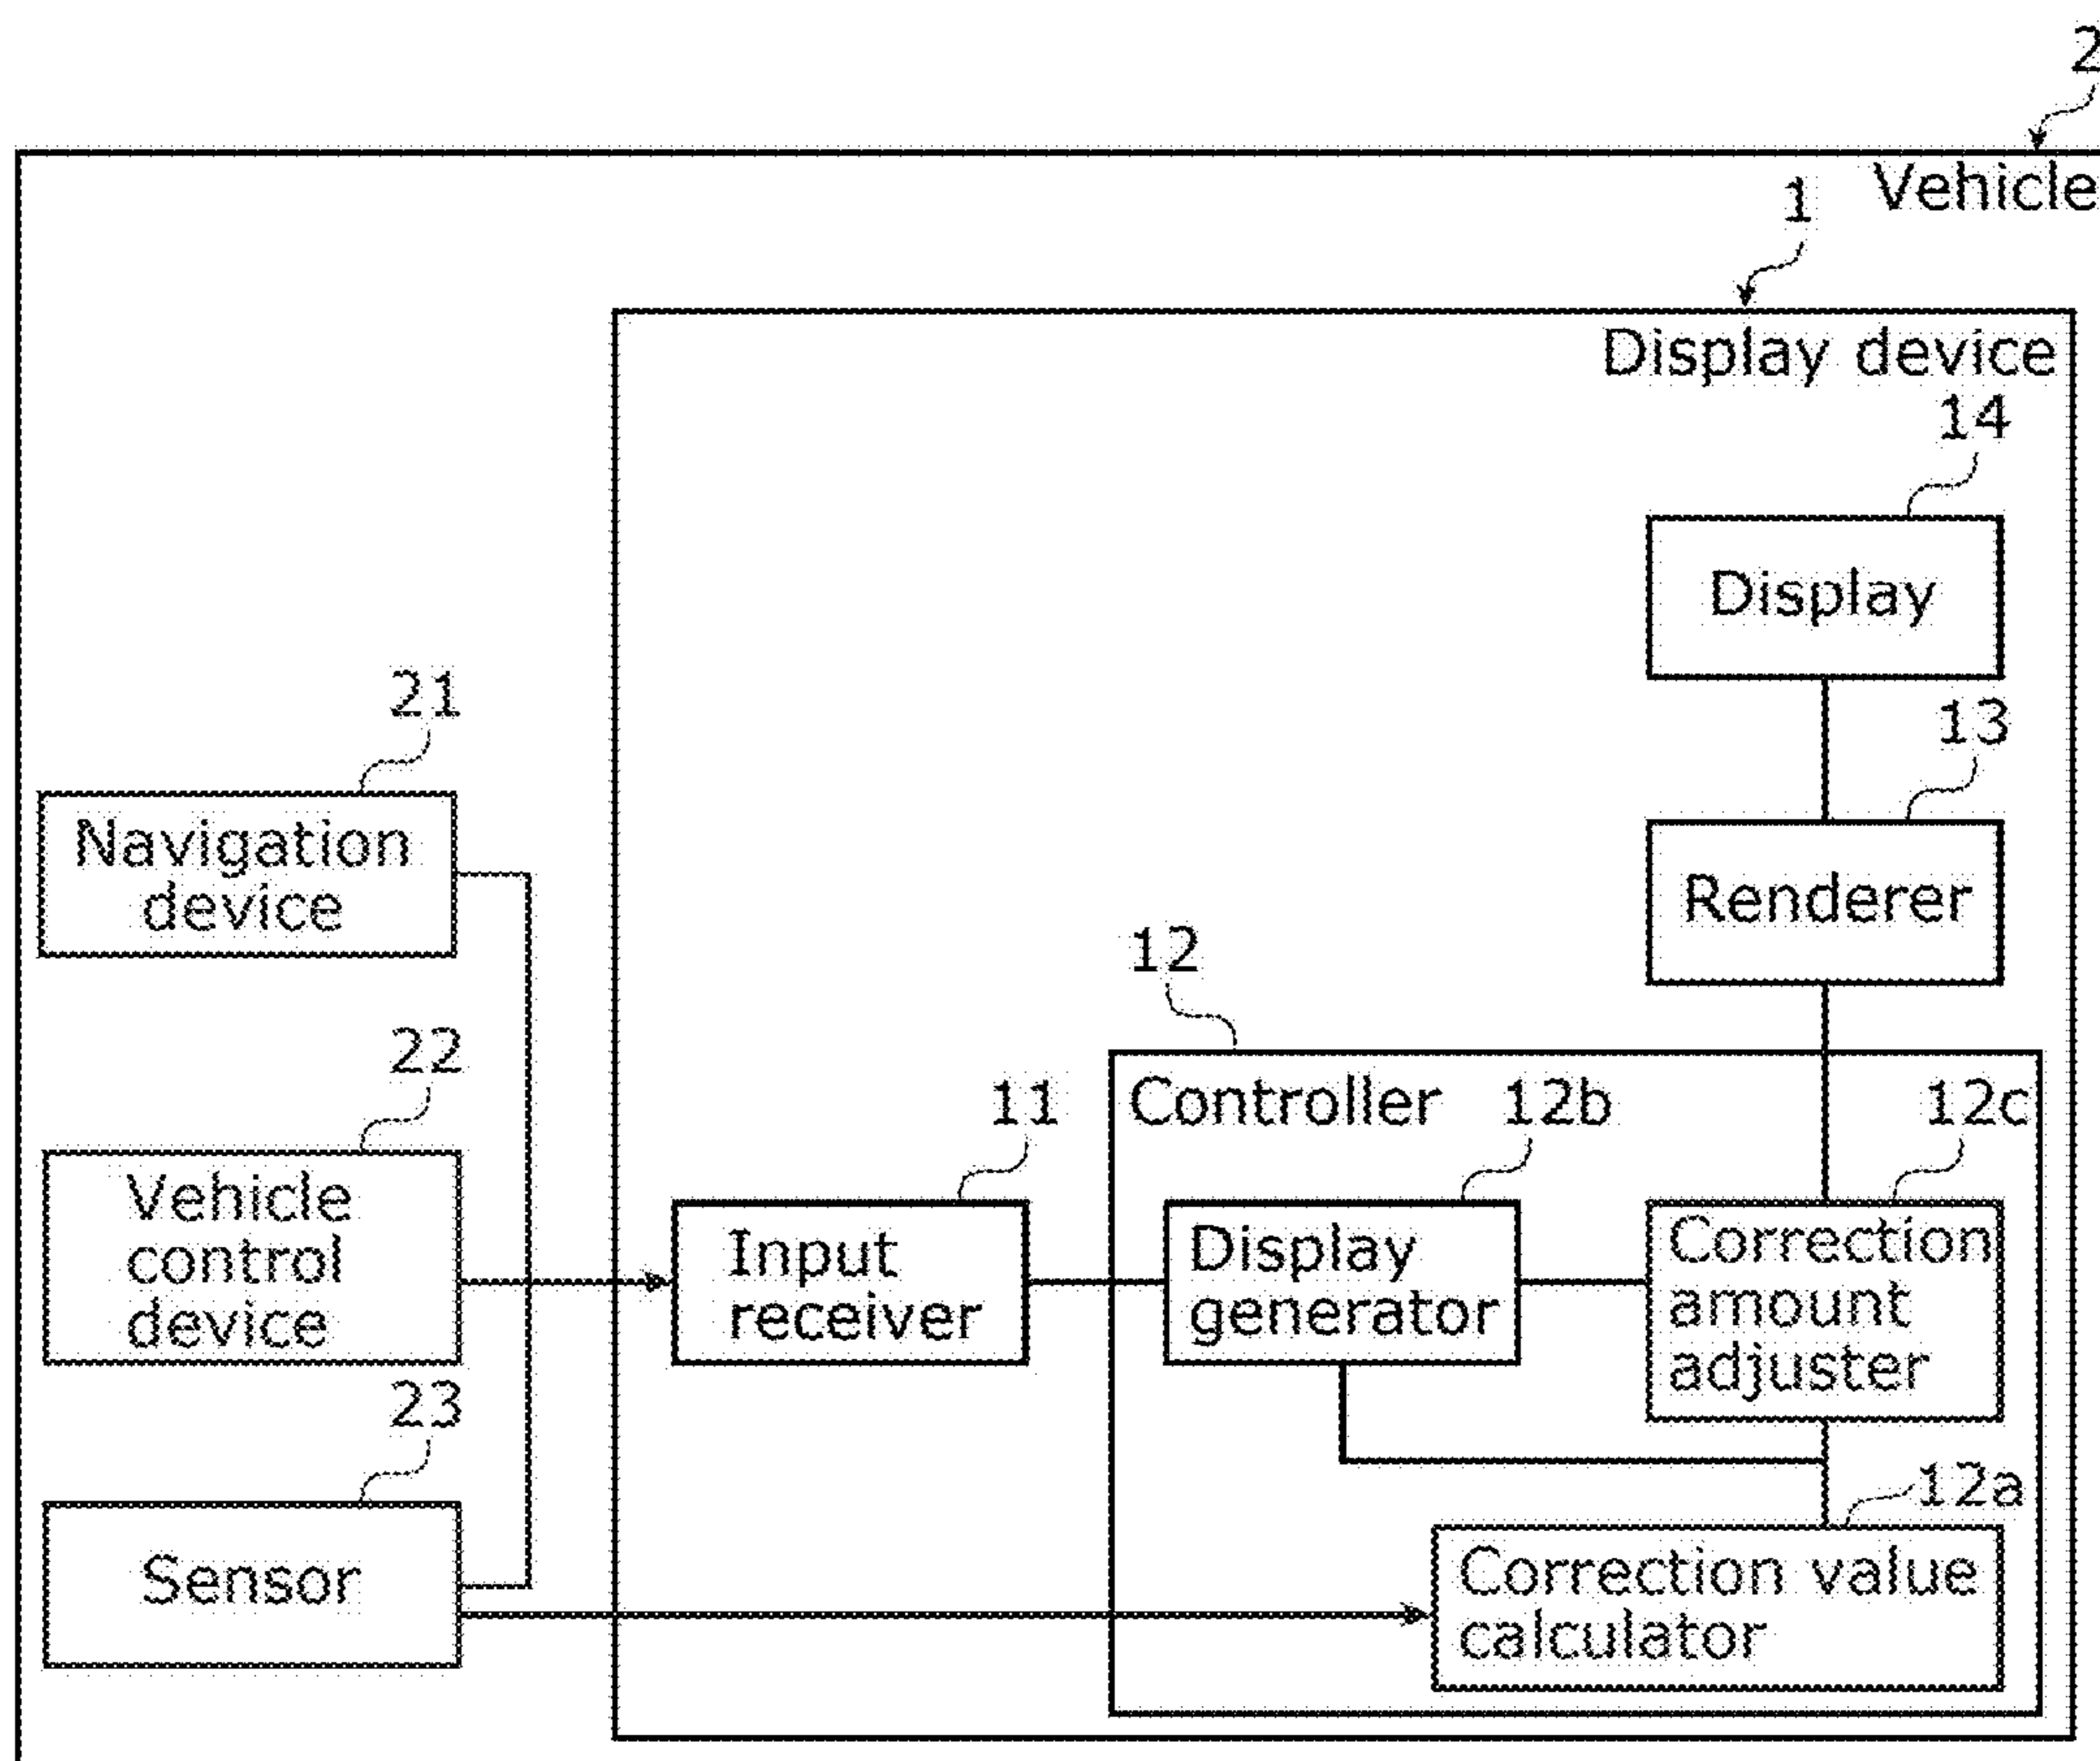 2
Vehicle
1
Display device
14
Display
13
Renderer
21
Navigation
device
12
Controller
22
Vehicle
control
device
11
Input
receiver
12b
Display
generator
12c
Correction
amount
adjuster
23
Sensor
12a
Correction value
calculator